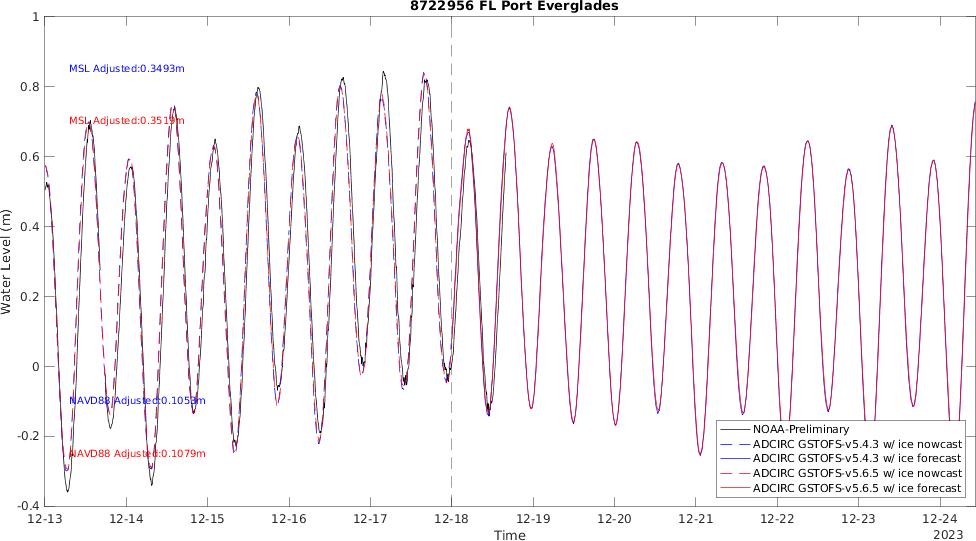 8722956 FL Port Everglades
1
0.8
0.6
0.4
0.2
0
-0.2
-0.4
Water Level (m)
MSL Adjusted:0.3493m
MSL Adjusted:0.3519m
NAVD88 Adjusted:0.1053m
NAVD88 Adjusted:0.1079m
NOAA-Preliminary
ADCIRC GSTOFS-v5.4.3 w/ ice nowcast
ADCIRC GSTOFS-v5.4.3 w/ ice forecast
ADCIRC GSTOFS-v5.6.5 w/ ice nowcast
ADCIRC GSTOFS-v5.6.5 w/ ice forecast
12-13 12-14 12-15 12-16 12-17 12-18 12-19 12-20 12-21 12-22 12-23 12-24
Time
2023